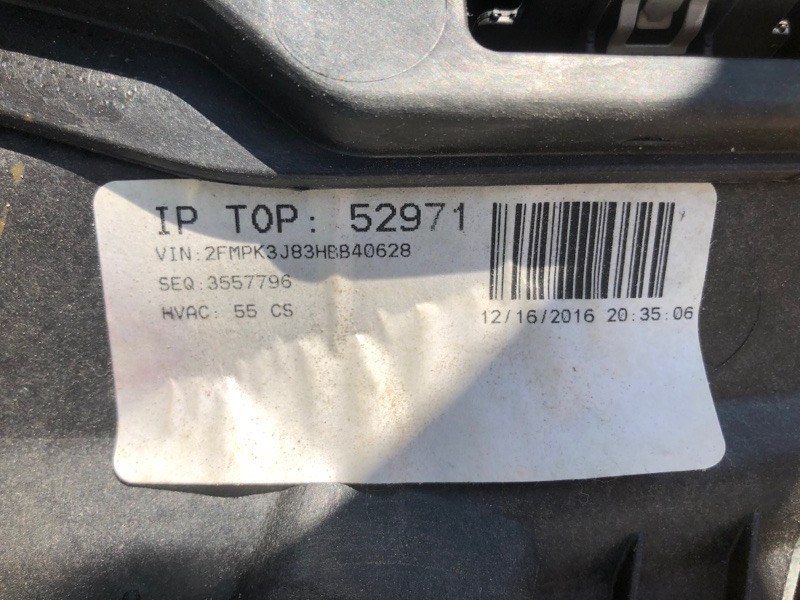 IP TOP: 52971
VIN:2FMPK3J83HBB40628
SEQ:3557796
HVAC: 55 CS
12/16/2016 20:35:06